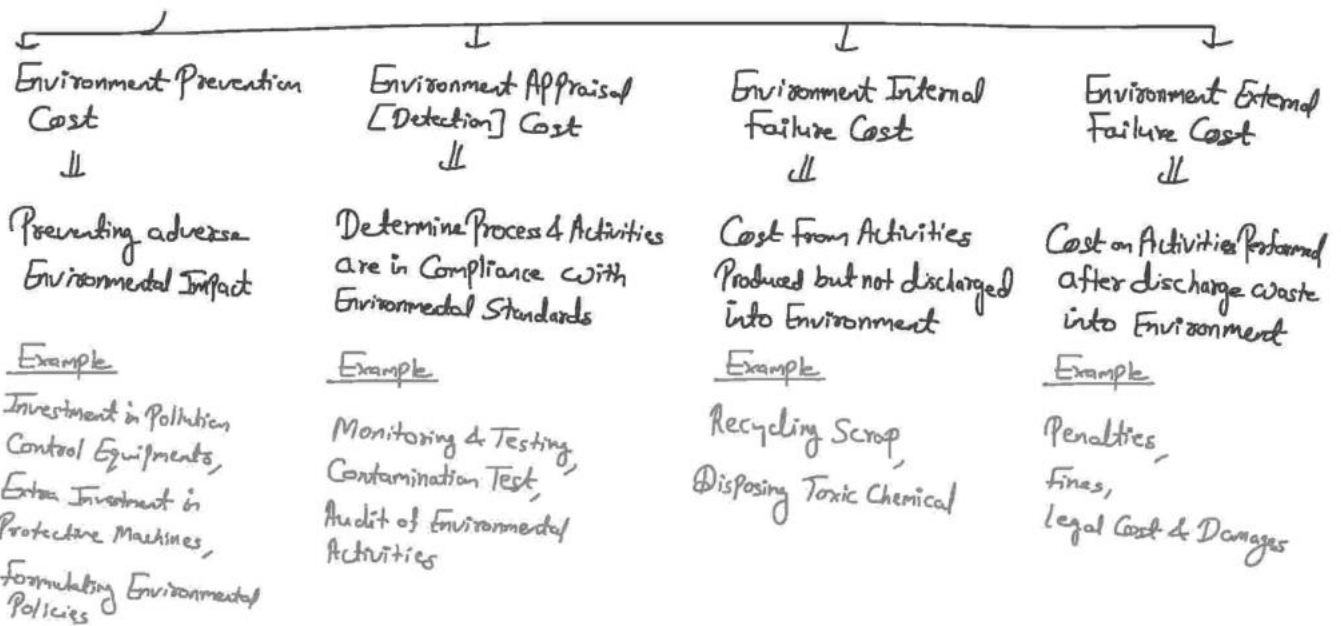 Environment Prevention
Cost
Preventing adverse
Environmental Impact
Example
Investment in Pollution
Control Equipments,
Extra Investment in
Protective Machines,
Formulating Environmental
Policies
Environment Appraisal
[Detection] Cost
Determine Process & Activities
are in Compliance with
Environmedal Standards
Example
Monitoring & Testing,
Contamination Test,
Audit of Environmental
Activities
Environment Internal
Failure Cost
Cost From Activities
Produced but not discharged
into Environment
Example
Recycling Scrap,
Disposing Toxic Chemical
Environment External
Failure Cost
Cost on Activities Performed
after discharge waste
into Environment
Example
Penalties,
Fines,
Legal Cost & Damages